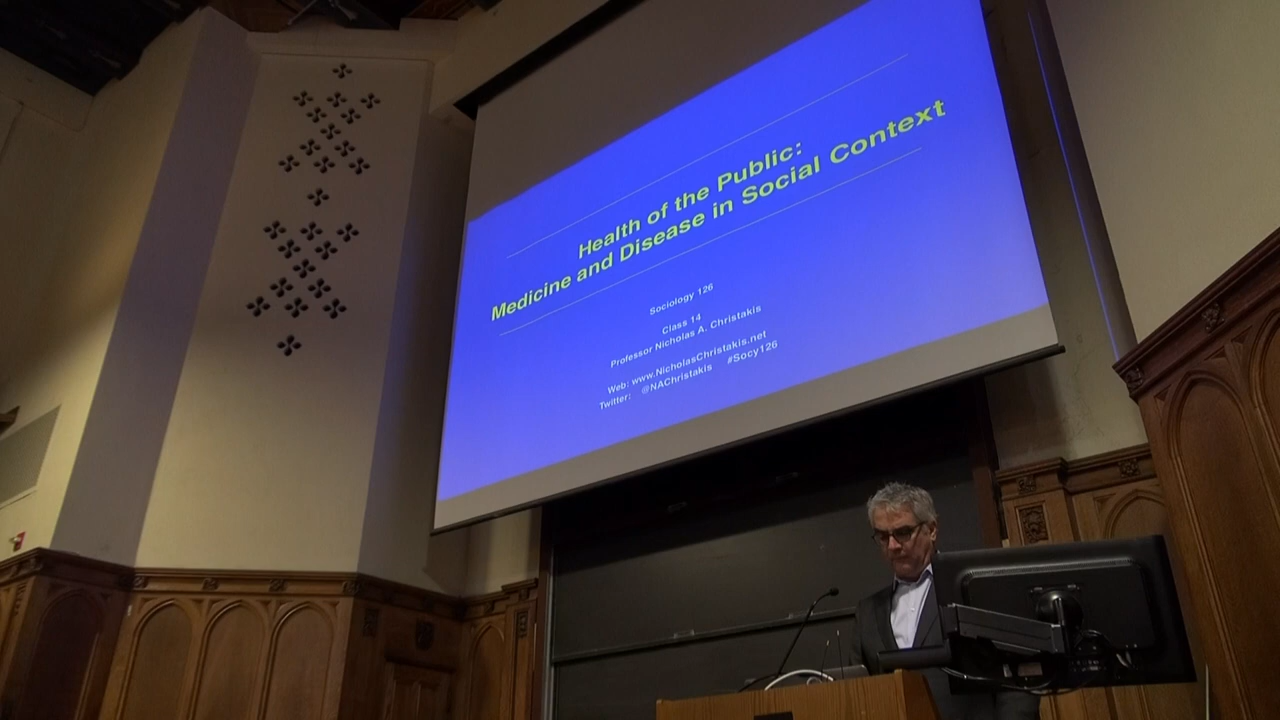 Health of the Public:
Medicine and Disease in Social Context
Sociology 126
Class 14
Professor Nicholas A. Christakis
Web: www.NicholasChristakis.net
Twitter: @NAChristakis #Socy126